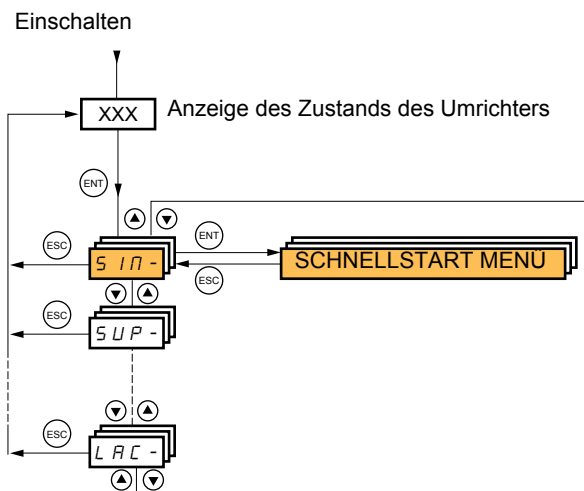 Einschalten
XXX
Anzeige des Zustands des Umrichters
ENT
ESC
SIM-
ENT
SCHNELLSTART MENÜ
ESC
ESC
SUP-
ESC
LAC-